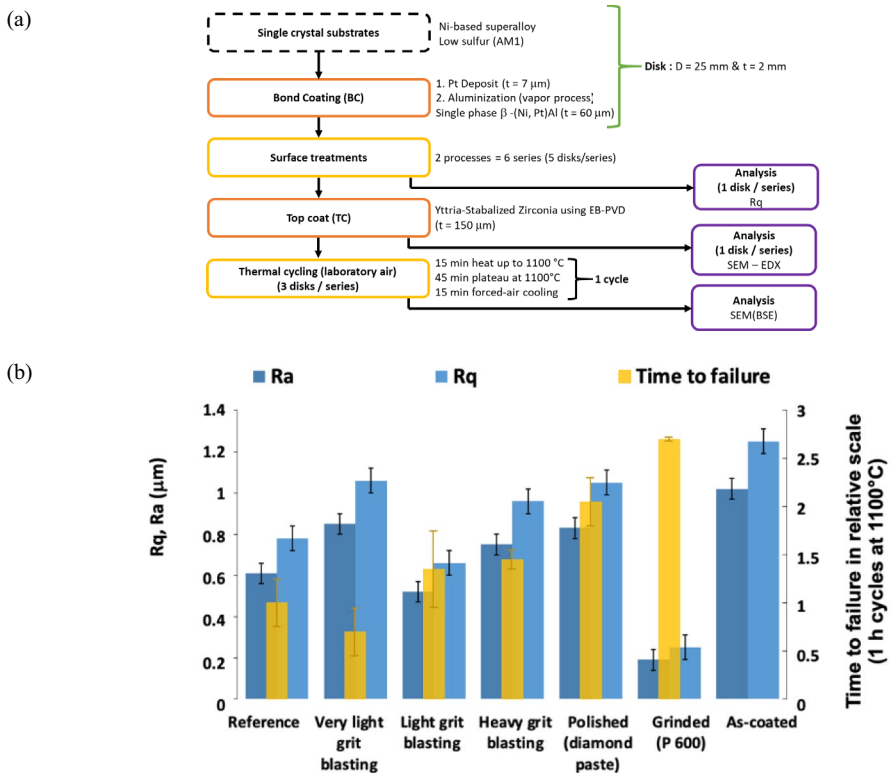 (a)
Single crystal substrates
Ni-based superalloy
Low sulfur (AM1)
Disk : D = 25 mm & t = 2 mm
Bond Coating (BC)
1. Pt Deposit (t = 7 μm)
2. Aluminization (vapor process)
Single phase β -(Ni, Pt)Al (t = 60 μm)
Surface treatments
2 processes = 6 series (5 disks/series)
Analysis
(1 disk / series)
Rq
Top coat (TC)
Yttria-Stabalized Zirconia using EB-PVD
(t = 150 μm)
Analysis
(1 disk / series)
SEM – EDX
Thermal cycling (laboratory air)
(3 disks / series)
15 min heat up to 1100 °C
45 min plateau at 1100°C
15 min forced-air cooling
1 cycle
Analysis
SEM(BSE)
(b)
Ra
Rq
Time to failure
Rq, Ra (μm)
1.4
1.2
1
0.8
0.6
0.4
0.2
0
3
2.5
2
1.5
1
0.5
0
Time to failure in relative scale
(1 h cycles at 1100°C)
Reference
Very light
grit
blasting
Light grit
blasting
Heavy grit
blasting
Polished
(diamond
paste)
Grinded
(P 600)
As-coated